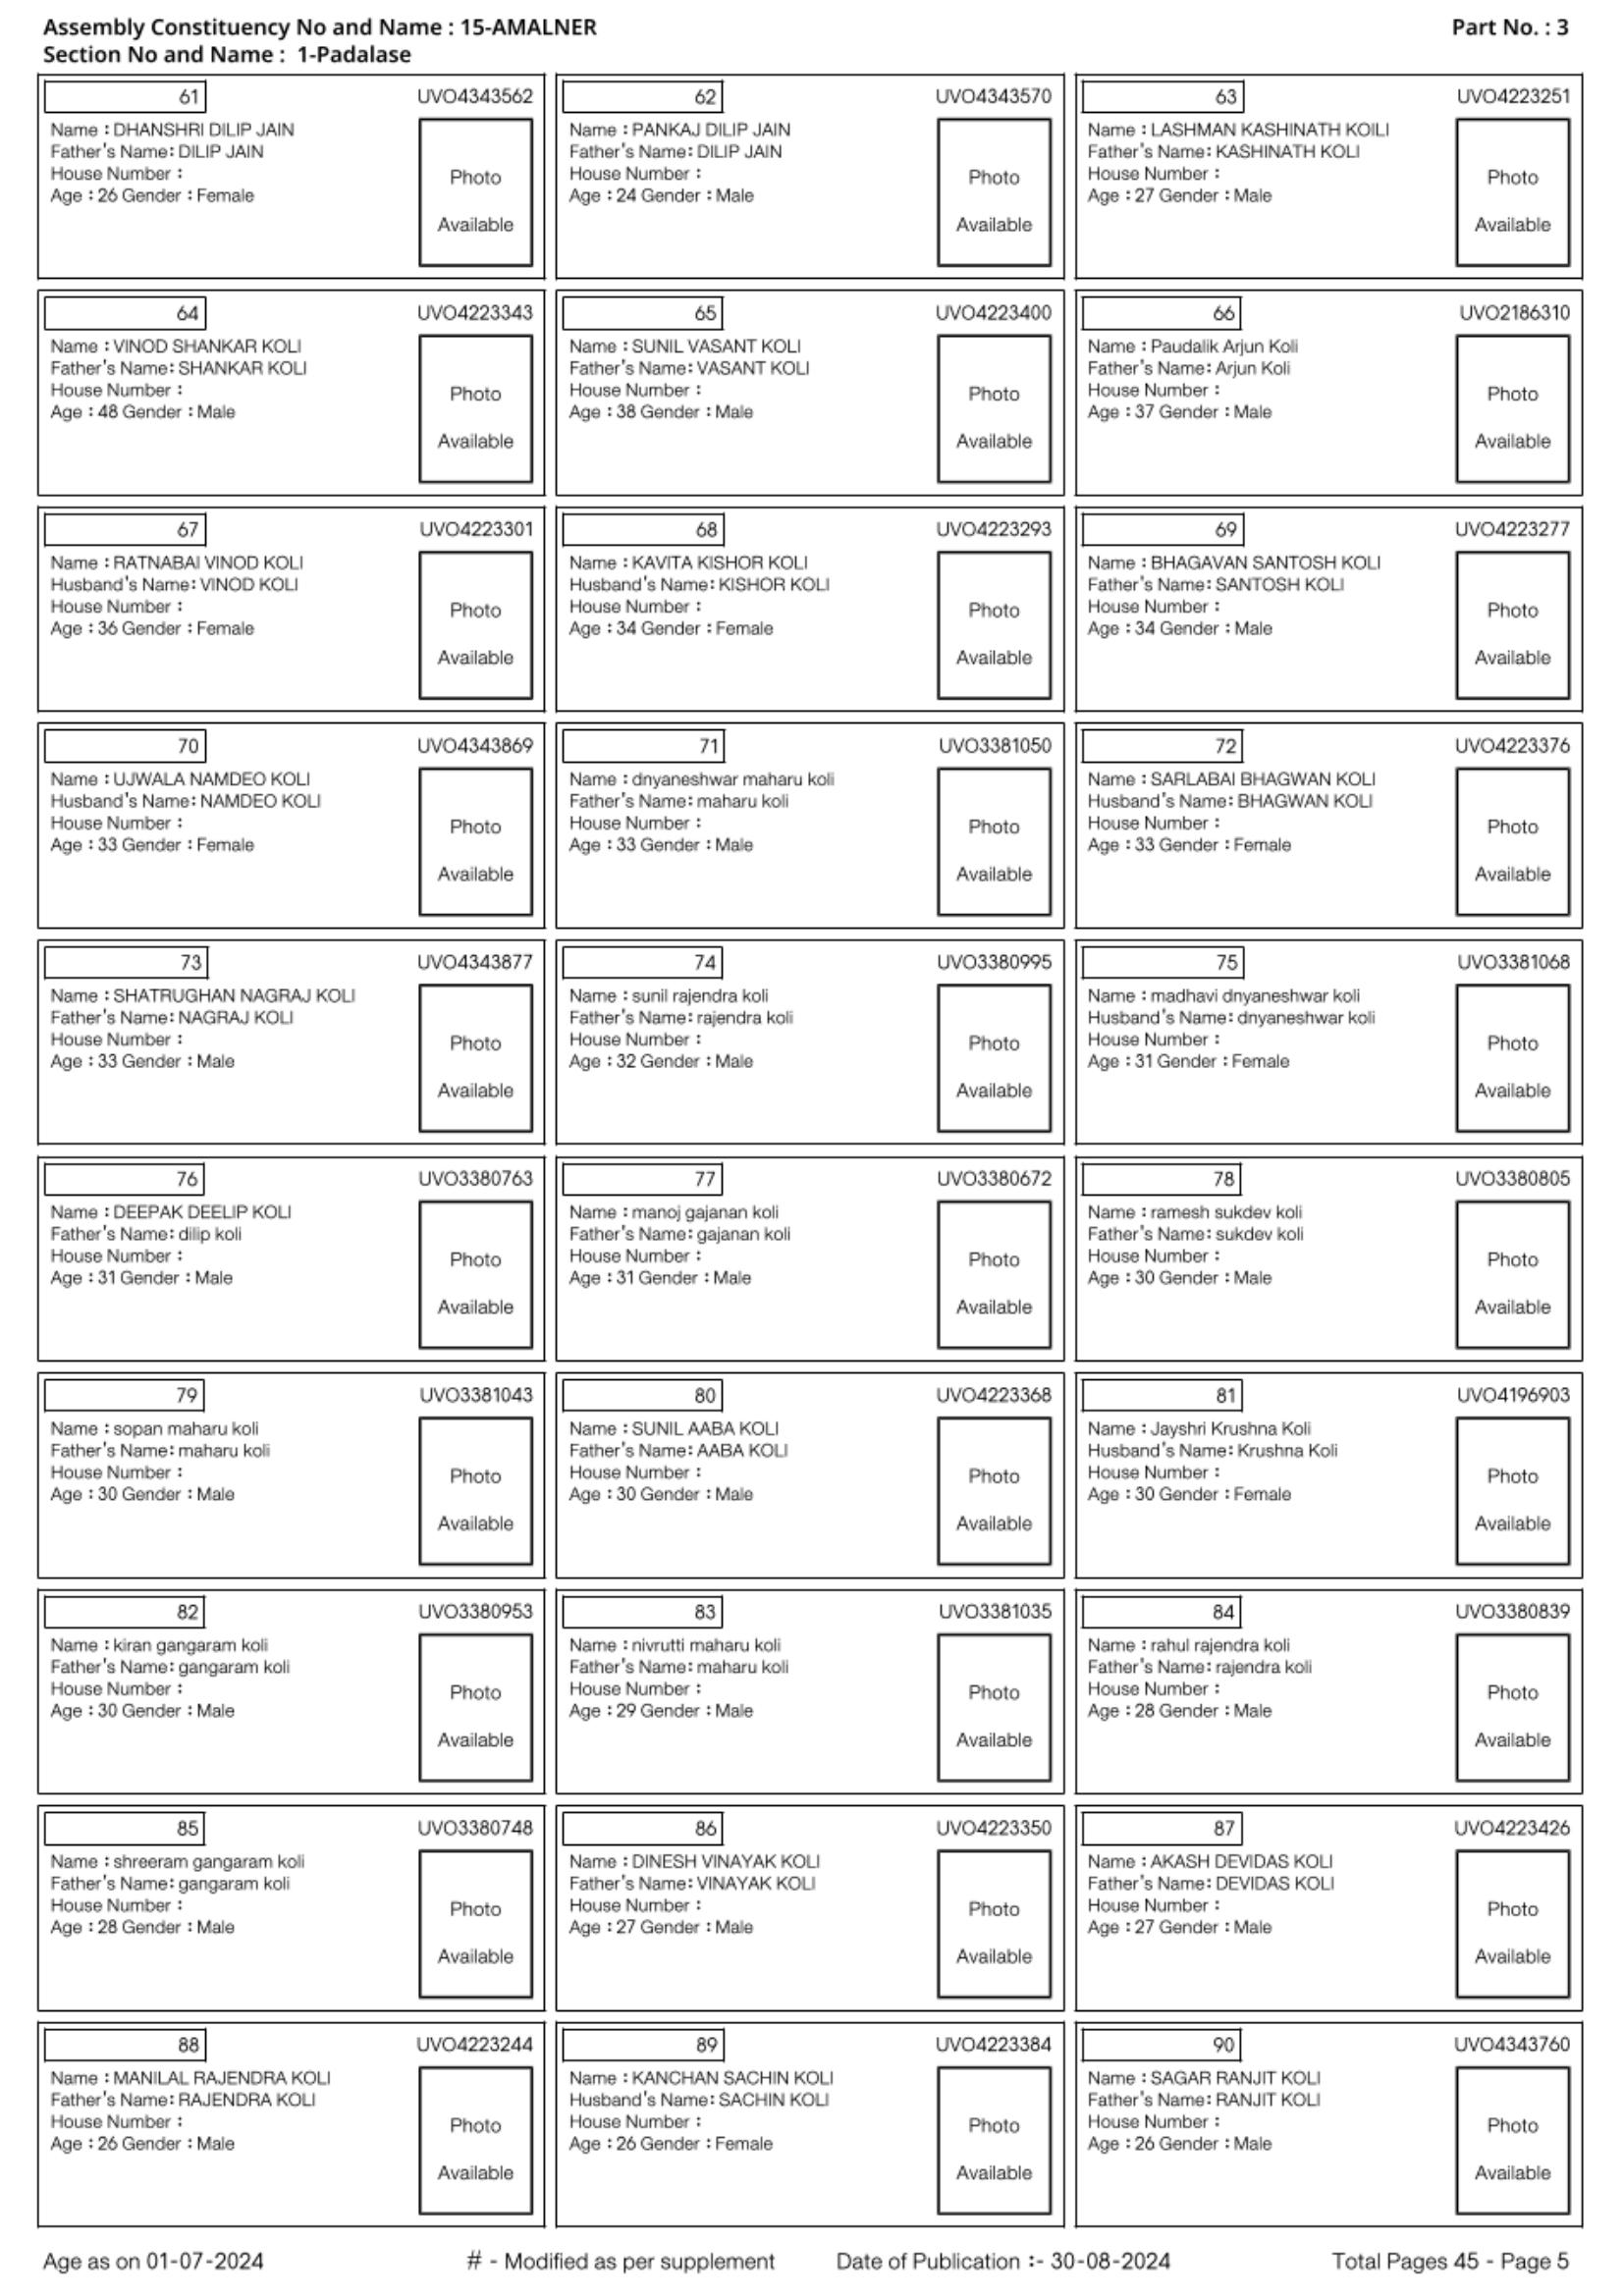 Assembly Constituency No and Name : 15-AMALNER Part No. : 3
Section No and Name : 1-Padalase
61 UVO4343562
Name : DHANSHRI DILIP JAIN
Father's Name: DILIP JAIN
House Number :
Age : 26 Gender : Female
Photo
Available
62 UVO4343570
Name : PANKAJ DILIP JAIN
Father's Name: DILIP JAIN
House Number :
Age : 24 Gender : Male
Photo
Available
63 UVO4223251
Name : LASHMAN KASHINATH KOILI
Father's Name: KASHINATH KOLI
House Number :
Age : 27 Gender : Male
Photo
Available
64 UVO4223343
Name : VINOD SHANKAR KOLI
Father's Name: SHANKAR KOLI
House Number :
Age : 48 Gender : Male
Photo
Available
65 UVO4223400
Name : SUNIL VASANT KOLI
Father's Name: VASANT KOLI
House Number :
Age : 38 Gender : Male
Photo
Available
66 UVO2186310
Name : Paudalik Arjun Koli
Father's Name: Arjun Koli
House Number :
Age : 37 Gender : Male
Photo
Available
67 UVO4223301
Name : RATNABAI VINOD KOLI
Husband's Name: VINOD KOLI
House Number :
Age : 36 Gender : Female
Photo
Available
68 UVO4223293
Name : KAVITA KISHOR KOLI
Husband's Name: KISHOR KOLI
House Number :
Age : 34 Gender : Female
Photo
Available
69 UVO4223277
Name : BHAGAVAN SANTOSH KOLI
Father's Name: SANTOSH KOLI
House Number :
Age : 34 Gender : Male
Photo
Available
70 UVO4343869
Name : UJWALA NAMDEO KOLI
Husband's Name: NAMDEO KOLI
House Number :
Age : 33 Gender : Female
Photo
Available
71 UVO3381050
Name : dnyaneshwar maharu koli
Father's Name: maharu koli
House Number :
Age : 33 Gender : Male
Photo
Available
72 UVO4223376
Name : SARLABAI BHAGWAN KOLI
Husband's Name: BHAGWAN KOLI
House Number :
Age : 33 Gender : Female
Photo
Available
73 UVO4343877
Name : SHATRUGHAN NAGRAJ KOLI
Father's Name: NAGRAJ KOLI
House Number :
Age : 33 Gender : Male
Photo
Available
74 UVO3380995
Name : sunil rajendra koli
Father's Name: rajendra koli
House Number :
Age : 32 Gender : Male
Photo
Available
75 UVO3381068
Name : madhavi dnyaneshwar koli
Husband's Name: dnyaneshwar koli
House Number :
Age : 31 Gender : Female
Photo
Available
76 UVO3380763
Name : DEEPAK DEELIP KOLI
Father's Name: dilip koli
House Number :
Age : 31 Gender : Male
Photo
Available
77 UVO3380672
Name : manoj gajanan koli
Father's Name: gajanan koli
House Number :
Age : 31 Gender : Male
Photo
Available
78 UVO3380805
Name : ramesh sukdev koli
Father's Name: sukdev koli
House Number :
Age : 30 Gender : Male
Photo
Available
79 UVO3381043
Name : sopan maharu koli
Father's Name: maharu koli
House Number :
Age : 30 Gender : Male
Photo
Available
80 UVO4223368
Name : SUNIL AABA KOLI
Father's Name: AABA KOLI
House Number :
Age : 30 Gender : Male
Photo
Available
81 UVO4196903
Name : Jayshri Krushna Koli
Husband's Name: Krushna Koli
House Number :
Age : 30 Gender : Female
Photo
Available
82 UVO3380953
Name : kiran gangaram koli
Father's Name: gangaram koli
House Number :
Age : 30 Gender : Male
Photo
Available
83 UVO3381035
Name : nivrutti maharu koli
Father's Name: maharu koli
House Number :
Age : 29 Gender : Male
Photo
Available
84 UVO3380839
Name : rahul rajendra koli
Father's Name: rajendra koli
House Number :
Age : 28 Gender : Male
Photo
Available
85 UVO3380748
Name : shreeram gangaram koli
Father's Name: gangaram koli
House Number :
Age : 28 Gender : Male
Photo
Available
86 UVO4223350
Name : DINESH VINAYAK KOLI
Father's Name: VINAYAK KOLI
House Number :
Age : 27 Gender : Male
Photo
Available
87 UVO4223426
Name : AKASH DEVIDAS KOLI
Father's Name: DEVIDAS KOLI
House Number :
Age : 27 Gender : Male
Photo
Available
88 UVO4223244
Name : MANILAL RAJENDRA KOLI
Father's Name: RAJENDRA KOLI
House Number :
Age : 26 Gender : Male
Photo
Available
89 UVO4223384
Name : KANCHAN SACHIN KOLI
Husband's Name: SACHIN KOLI
House Number :
Age : 26 Gender : Female
Photo
Available
90 UVO4343760
Name : SAGAR RANJIT KOLI
Father's Name: RANJIT KOLI
House Number :
Age : 26 Gender : Male
Photo
Available
Age as on 01-07-2024 # - Modified as per supplement Date of Publication :- 30-08-2024 Total Pages 45 - Page 5